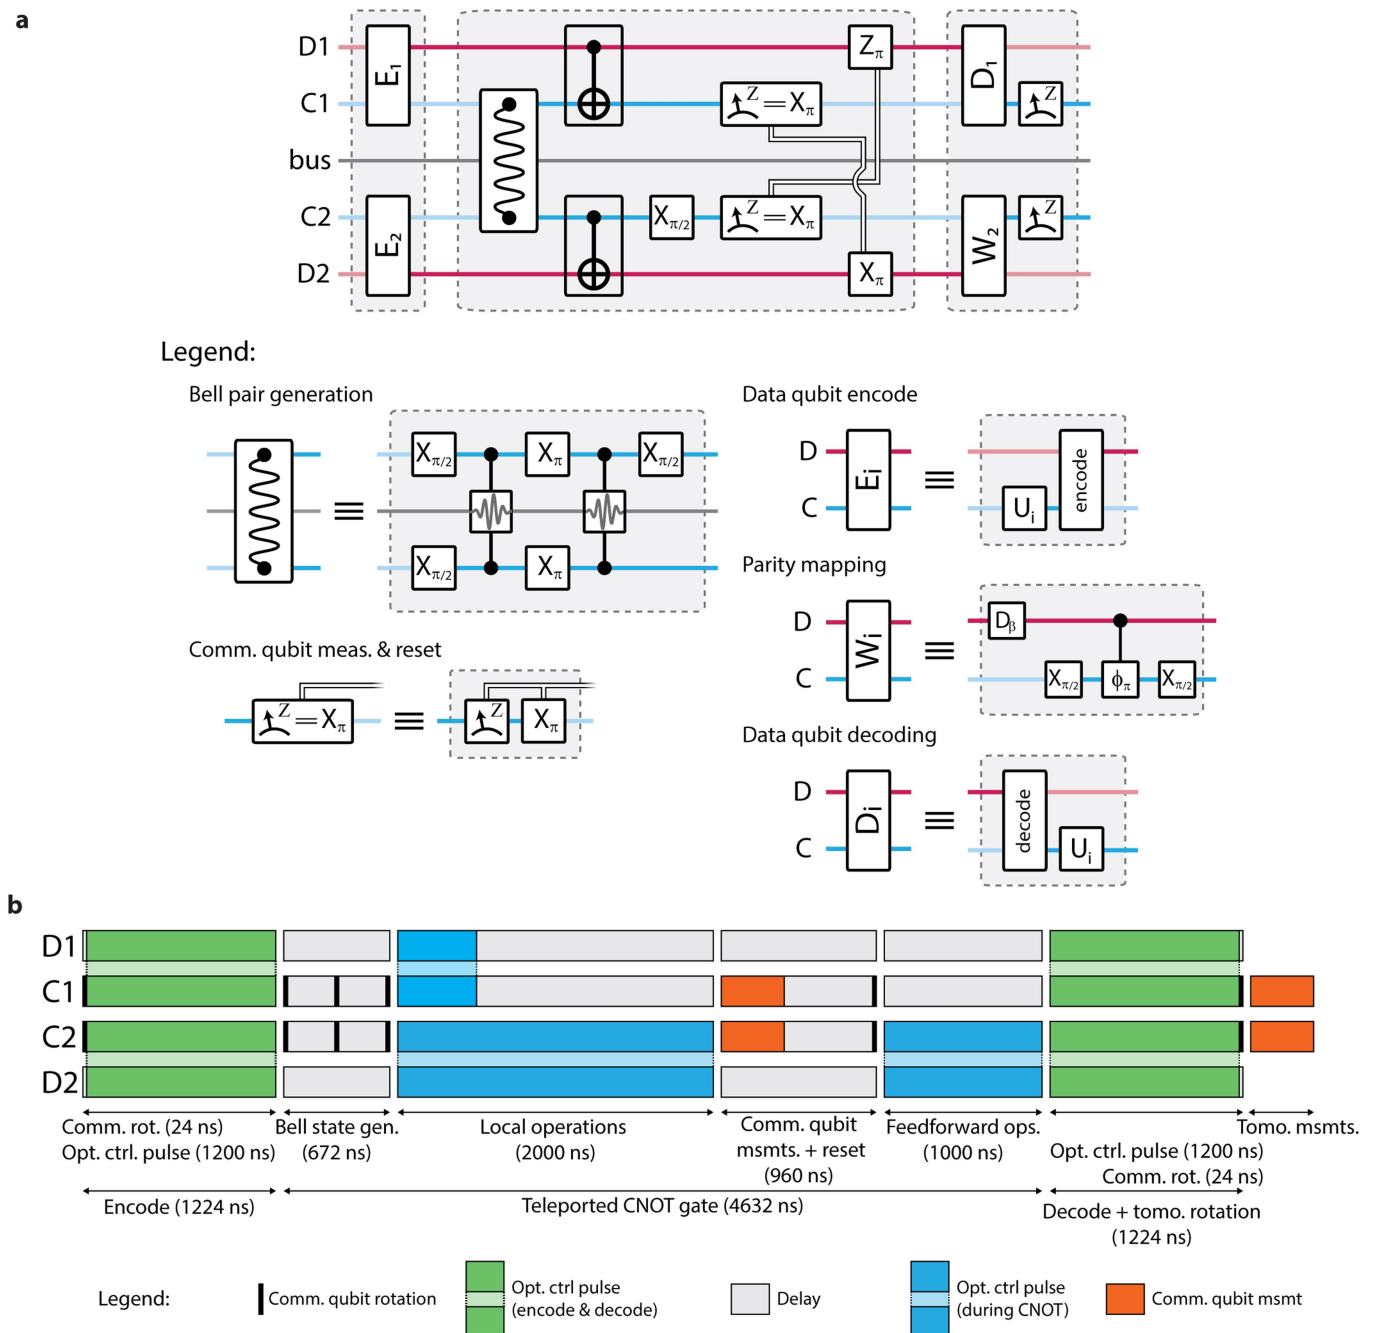 a
D1
E₁
Zπ
D₁
C1
Z = Xπ
Z
bus
C2
E₂
Xπ/2
Z = Xπ
W₂
Z
D2
Xπ
Legend:
Bell pair generation
Xπ/2 Xπ Xπ/2
≡
Xπ/2 Xπ
Comm. qubit meas. & reset
Z = Xπ ≡ Z Xπ
Data qubit encode
D
C
Ei ≡ Ui encode
Parity mapping
D
C
Wi ≡ Dβ
Xπ/2 ϕπ Xπ/2
Data qubit decoding
D
C
Di ≡ decode Ui
b
D1
C1
C2
D2
Comm. rot. (24 ns)
Opt. ctrl. pulse (1200 ns)
Bell state gen.
(672 ns)
Local operations
(2000 ns)
Comm. qubit
msmts. + reset
(960 ns)
Feedforward ops.
(1000 ns)
Opt. ctrl. pulse (1200 ns)
Comm. rot. (24 ns)
Tomo. msmts.
Encode (1224 ns)
Teleported CNOT gate (4632 ns)
Decode + tomo. rotation
(1224 ns)
Legend:
Comm. qubit rotation
Opt. ctrl pulse
(encode & decode)
Delay
Opt. ctrl pulse
(during CNOT)
Comm. qubit msmt